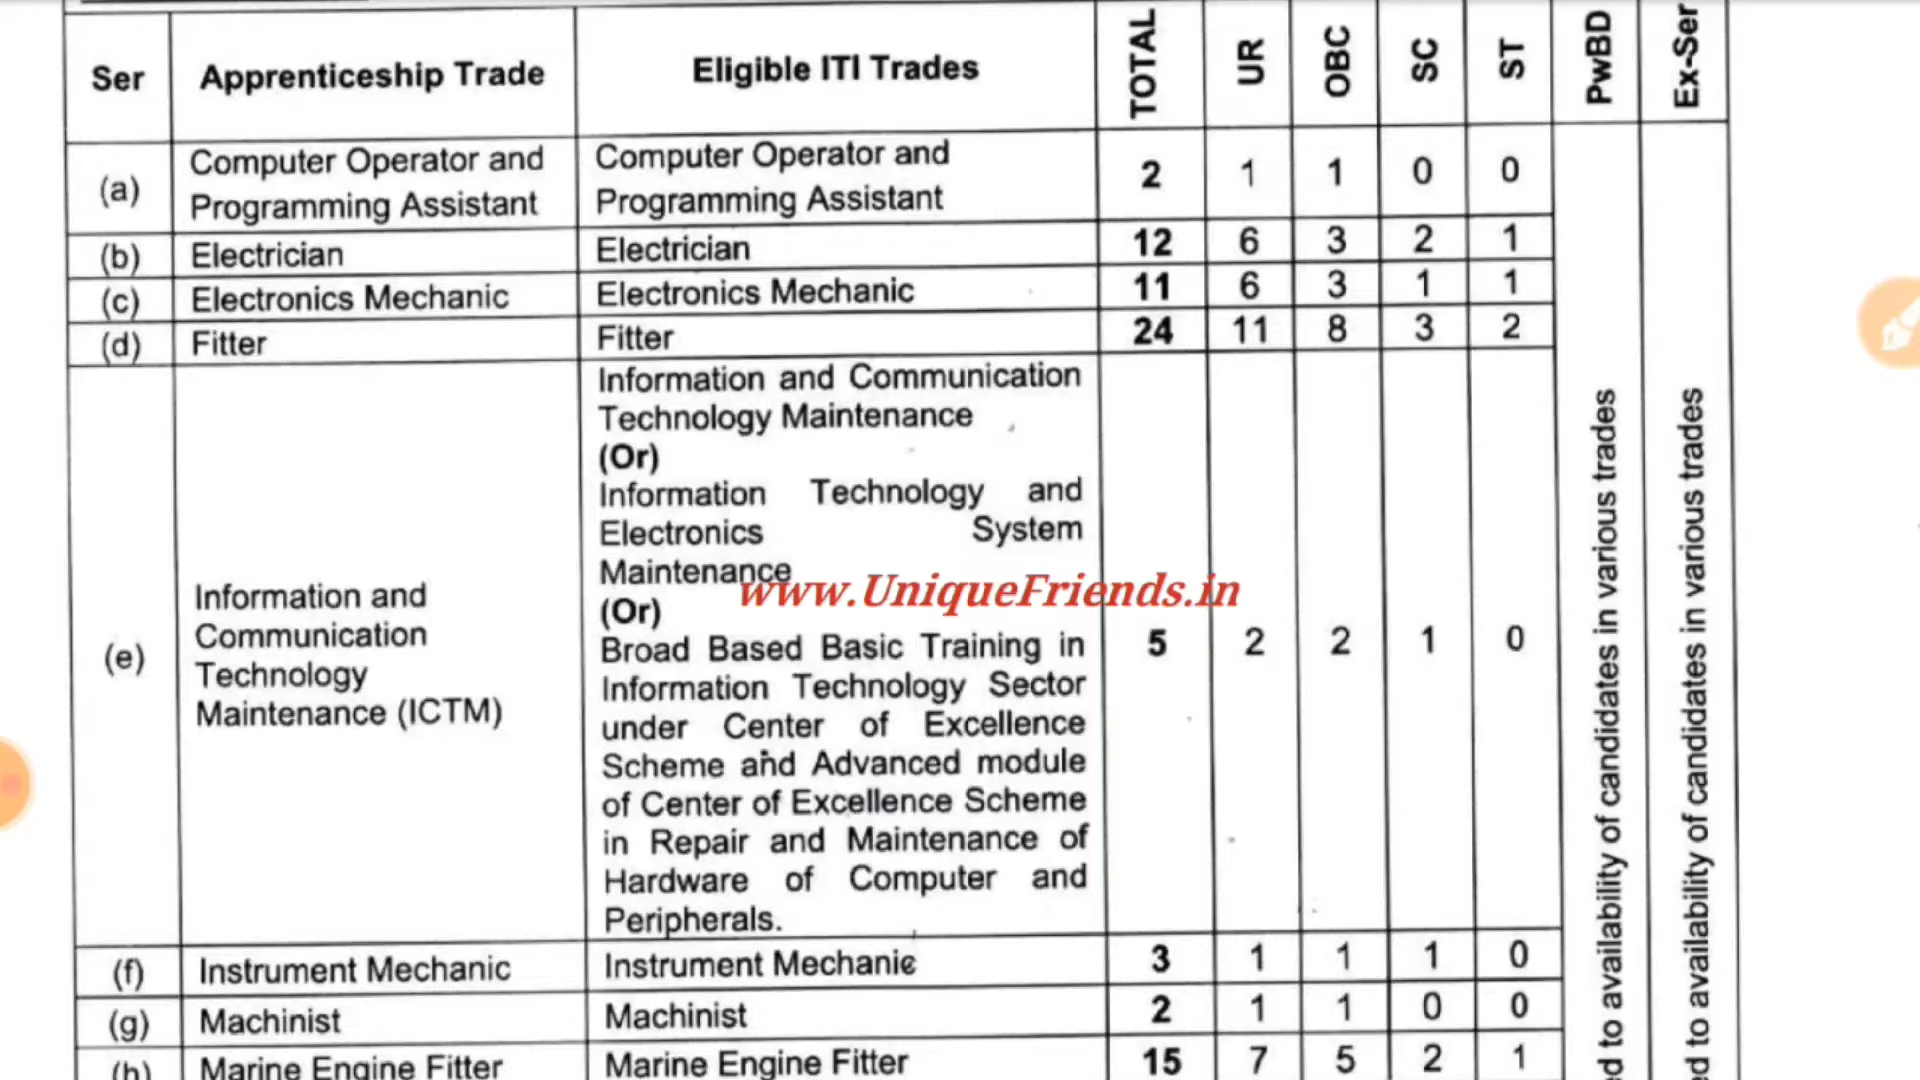 Ser Apprenticeship Trade Eligible ITI Trades TOTAL UR OBC SC ST PwBD Ex-Ser
(a) Computer Operator and Programming Assistant Computer Operator and Programming Assistant 2 1 1 0 0
(b) Electrician Electrician 12 6 3 2 1
(c) Electronics Mechanic Electronics Mechanic 11 6 3 1 1
(d) Fitter Fitter 24 11 8 3 2
(e)
Information and
Communication
Technology
Maintenance (ICTM)
Information and Communication
Technology Maintenance
(Or)
Information Technology and
Electronics System
Maintenance
(Or)
Broad Based Basic Training in
Information Technology Sector
under Center of Excellence
Scheme and Advanced module
of Center of Excellence Scheme
in Repair and Maintenance of
Hardware of Computer and
Peripherals.
5 2 2 1 0
(f) Instrument Mechanic Instrument Mechanic 3 1 1 1 0
(g) Machinist Machinist 2 1 1 0 0
(h) Marine Engine Fitter Marine Engine Fitter 15 7 5 2 1
to availability of candidates in various trades
to availability of candidates in various trades
www.UniqueFriends.in